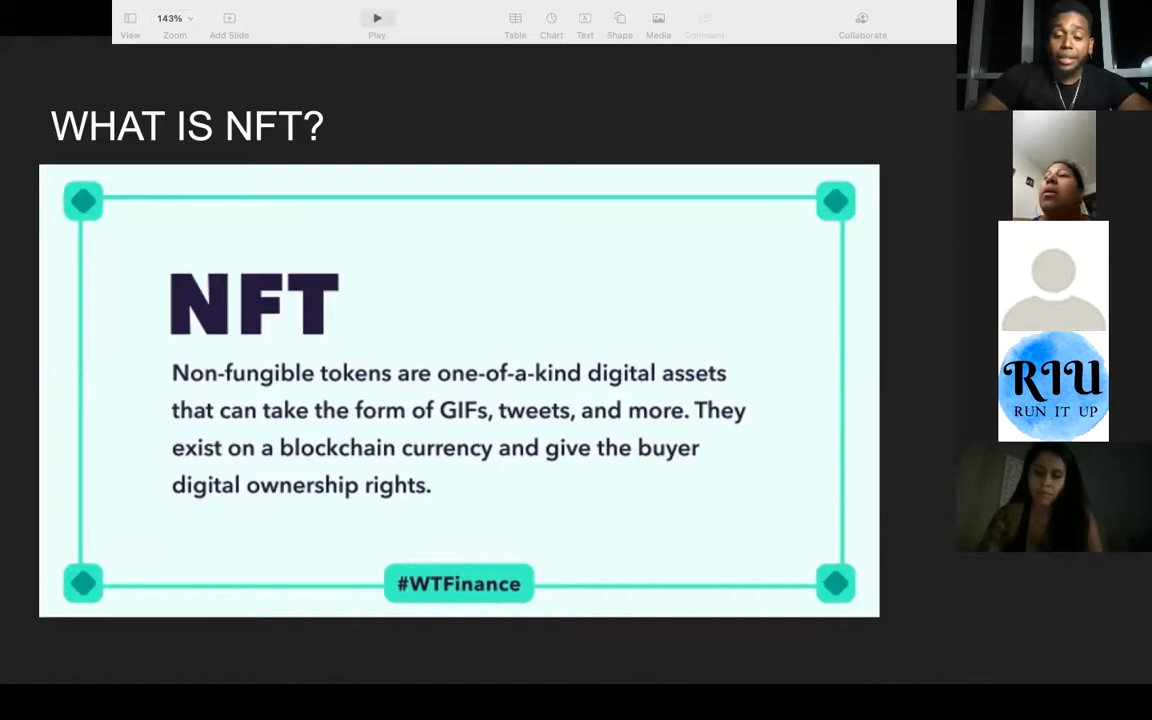 143%
View
Zoom
Add Slide
Play
Table
Chart
Text
Shape
Media
Comment
Collaborate
WHAT IS NFT?
NFT
Non-fungible tokens are one-of-a-kind digital assets
that can take the form of GIFs, tweets, and more. They
exist on a blockchain currency and give the buyer
digital ownership rights.
#WTFinance
RIU
RUN IT UP